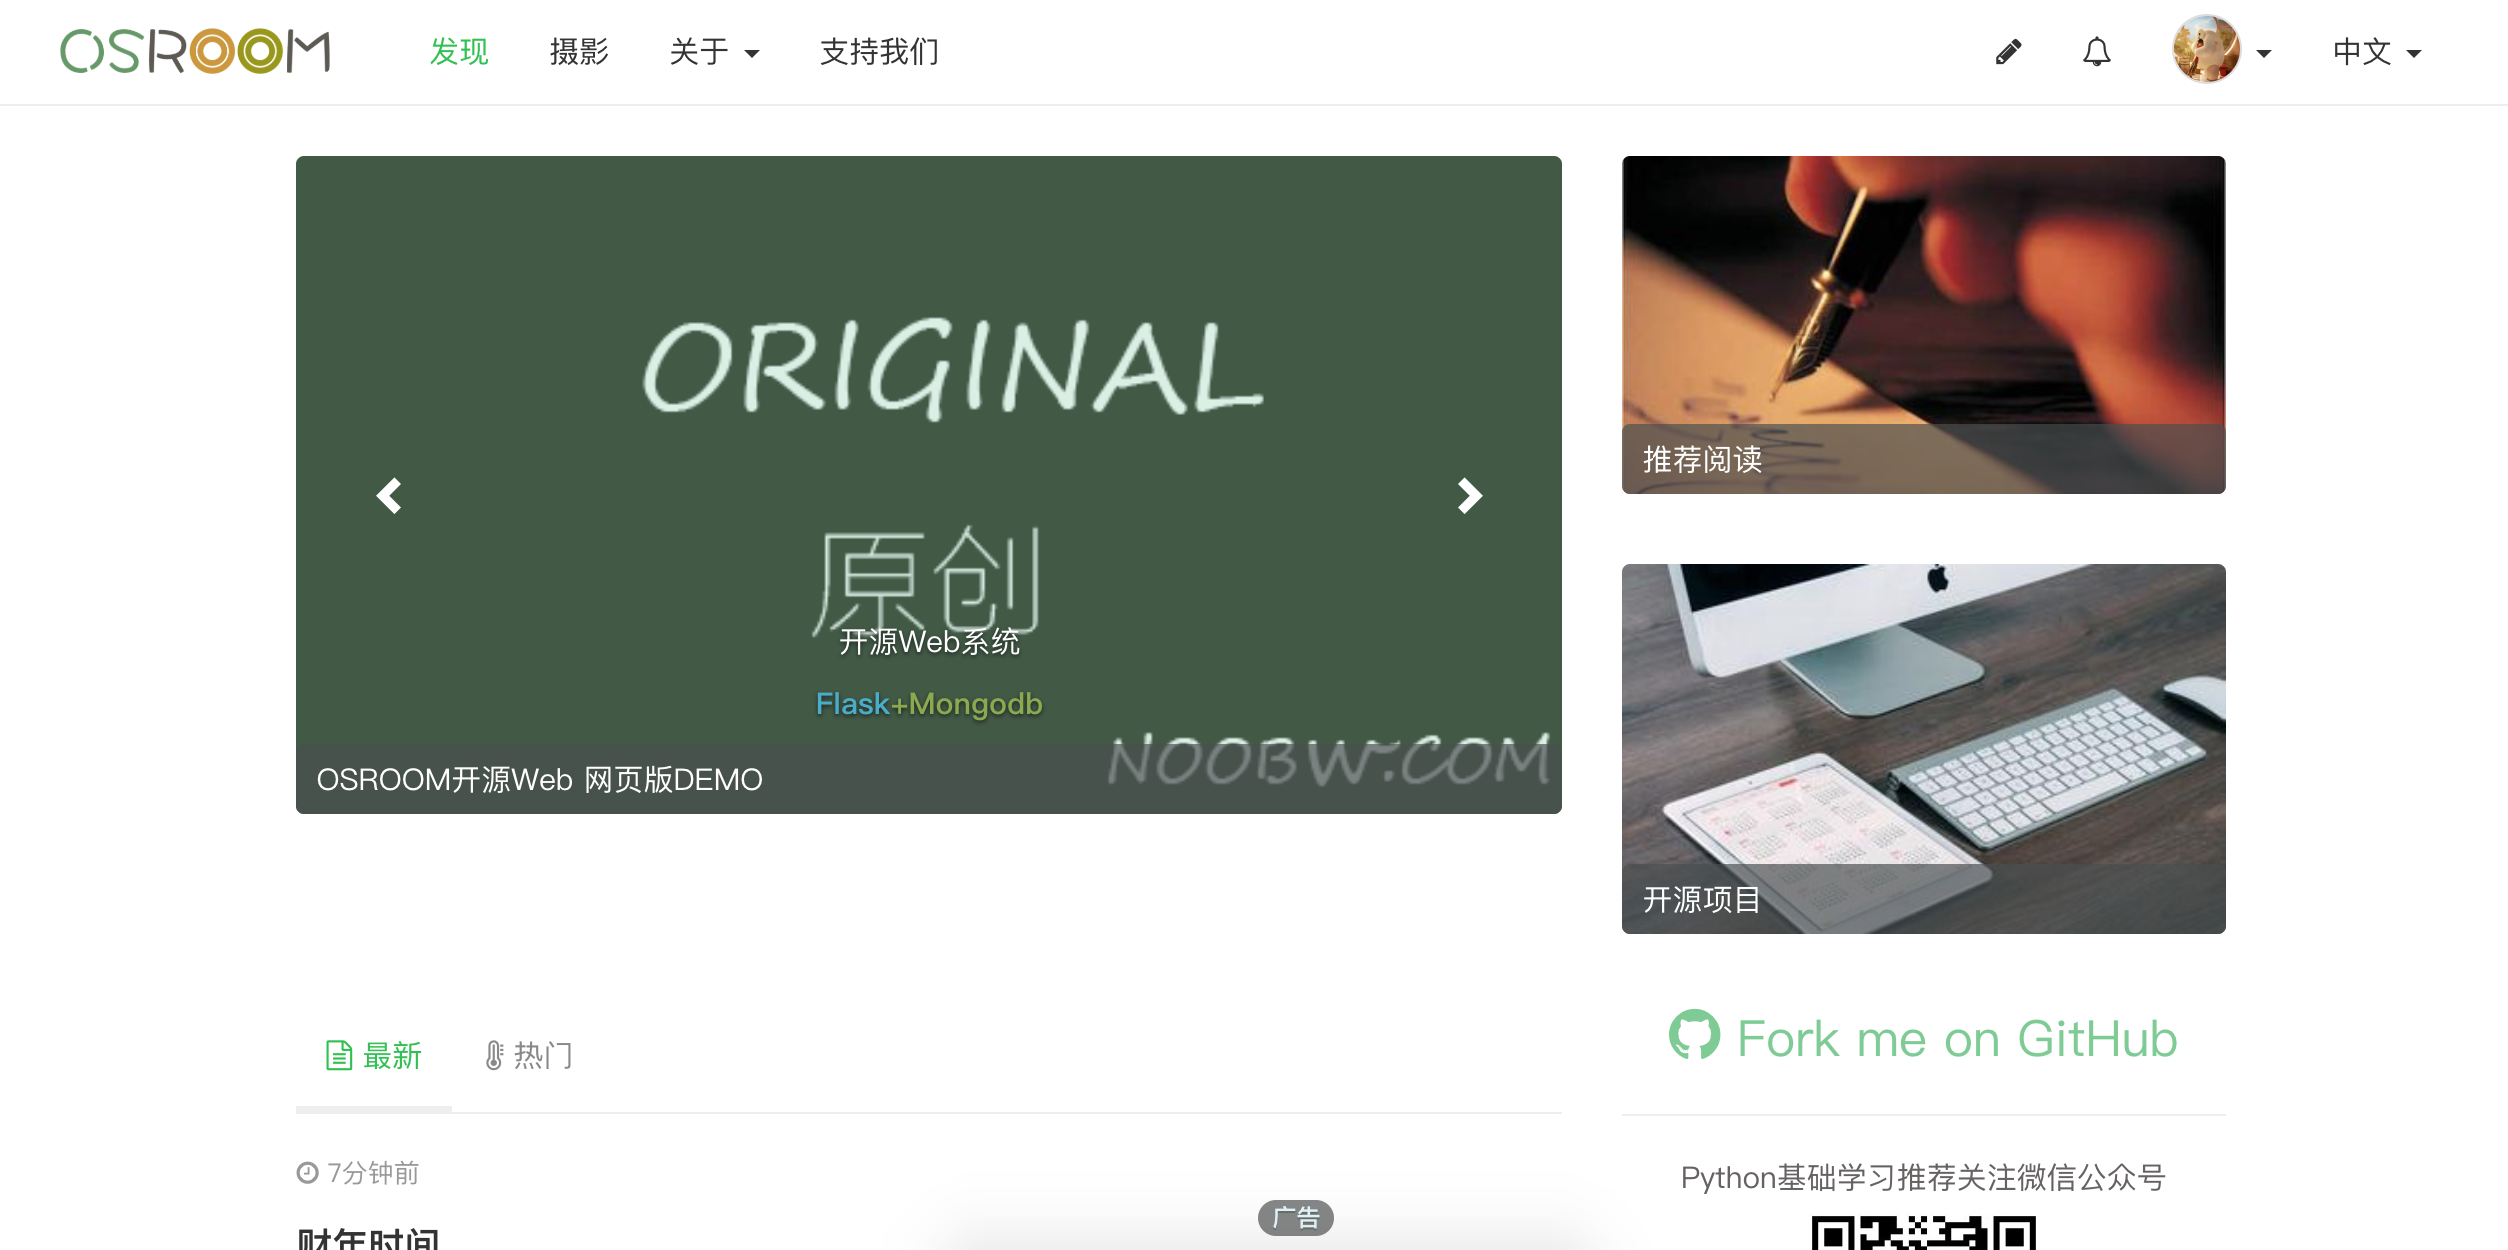 OSROOM
发现 摄影 关于 支持我们 中文
ORIGINAL
原创
开源Web系统
Flask+Mongodb
NOOBW.COM
OSROOM开源Web 网页版DEMO
推荐阅读
开源项目
Fork me on GitHub
最新 热门
7分钟前
财年时间
Python基础学习推荐关注微信公众号
广告